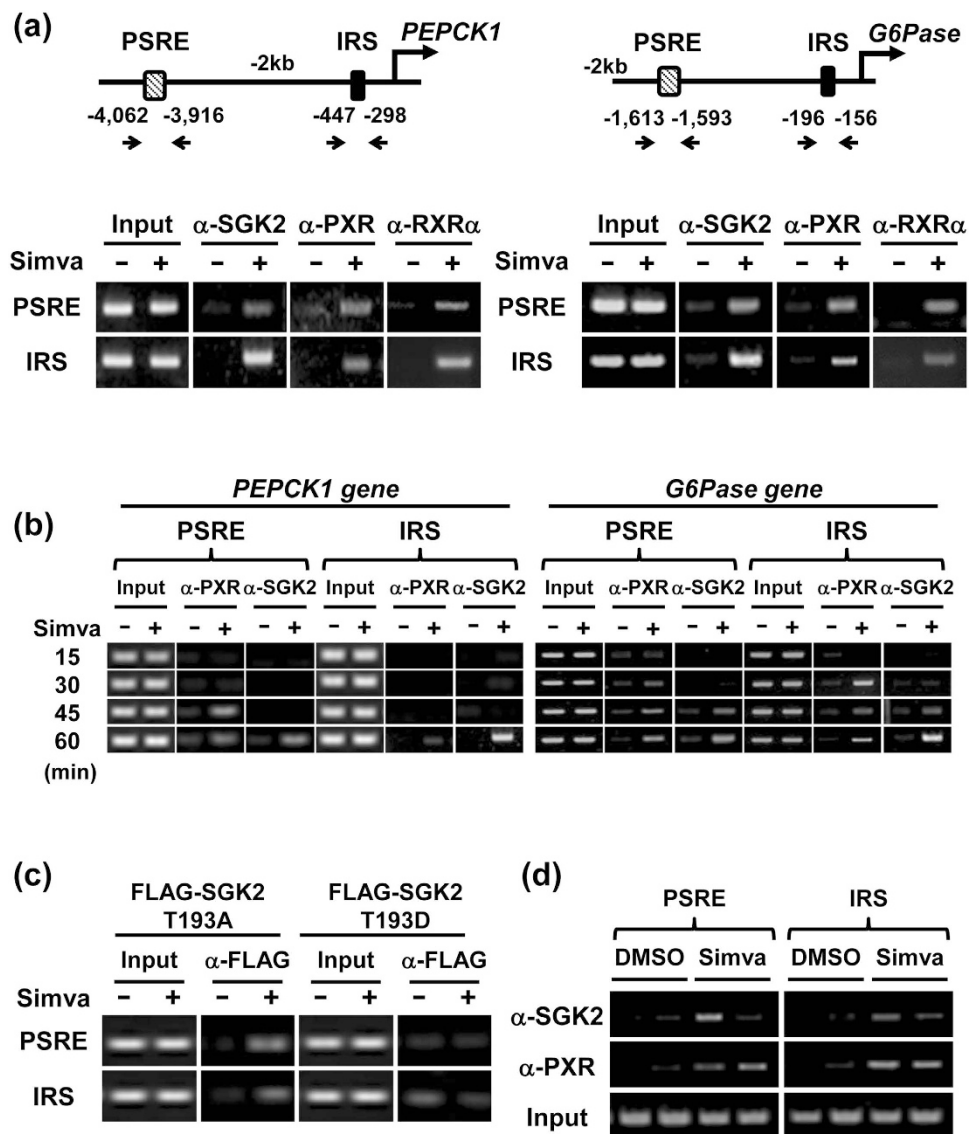 (a)
PEPCK1
PSRE IRS
-2kb
-4,062 -3,916 -447 -298
G6Pase
PSRE IRS
-2kb
-1,613 -1,593 -196 -156
Input α-SGK2 α-PXR α-RXRα
Simva - + - + - + - +
PSRE
IRS
Input α-SGK2 α-PXR α-RXRα
Simva - + - + - + - +
PSRE
IRS
(b)
PEPCK1 gene G6Pase gene
PSRE IRS PSRE IRS
Input α-PXR α-SGK2 Input α-PXR α-SGK2 Input α-PXR α-SGK2 Input α-PXR α-SGK2
Simva - + - + - + - + - + - + - + - + - + - + - + - +
15
30
45
60
(min)
(c)
FLAG-SGK2 FLAG-SGK2
T193A T193D
Input α-FLAG Input α-FLAG
Simva - + - + - + - +
PSRE
IRS
(d)
PSRE IRS
DMSO Simva DMSO Simva
α-SGK2
α-PXR
Input